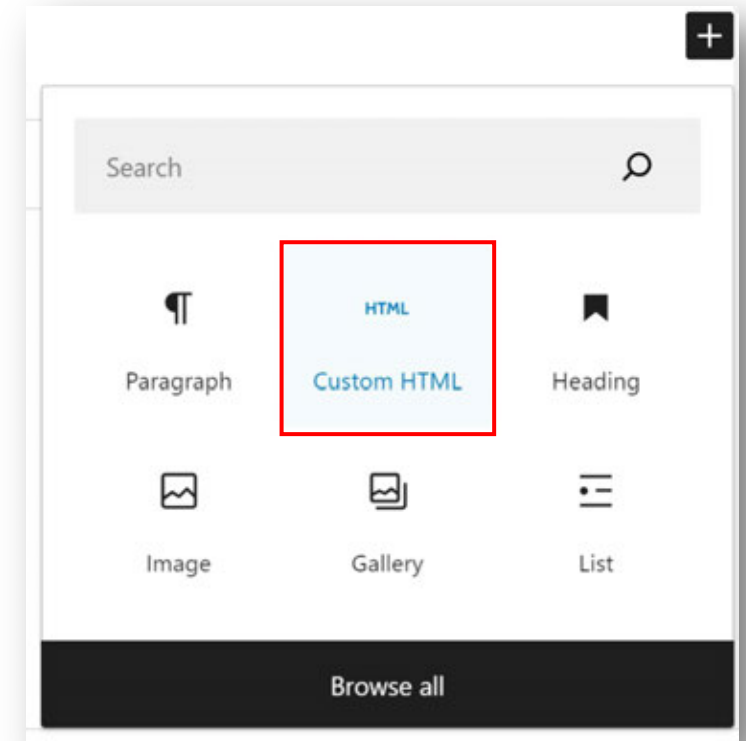 Search
HTML
Paragraph
Custom HTML
Heading
Image
Gallery
List
Browse all